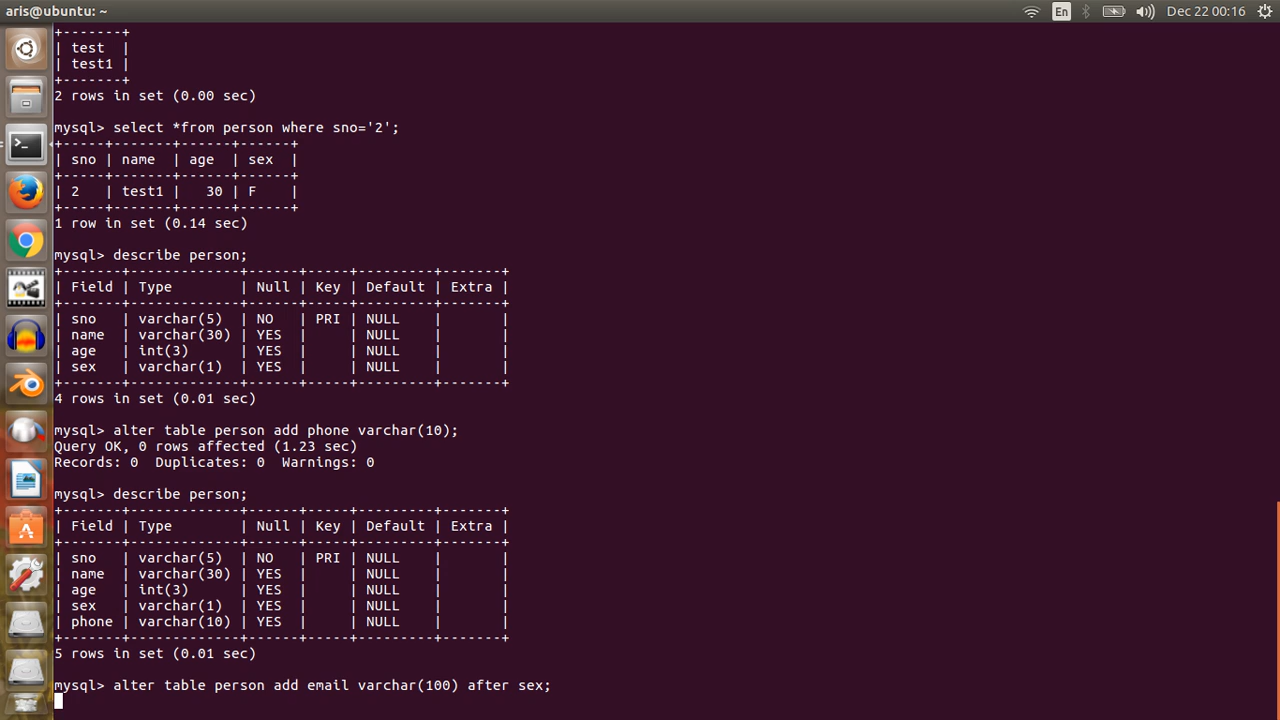 aris@ubuntu: ~
En
Dec 22 00:16
+-------+
| test  |
| test1 |
+-------+
2 rows in set (0.00 sec)
mysql> select *from person where sno='2';
+-----+-------+------+------+
| sno | name  | age  | sex  |
+-----+-------+------+------+
| 2   | test1 |   30 | F    |
+-----+-------+------+------+
1 row in set (0.14 sec)
mysql> describe person;
+-------+-------------+------+-----+---------+-------+
| Field | Type        | Null | Key | Default | Extra |
+-------+-------------+------+-----+---------+-------+
| sno   | varchar(5)  | NO   | PRI | NULL    |       |
| name  | varchar(30) | YES  |     | NULL    |       |
| age   | int(3)      | YES  |     | NULL    |       |
| sex   | varchar(1)  | YES  |     | NULL    |       |
+-------+-------------+------+-----+---------+-------+
4 rows in set (0.01 sec)
mysql> alter table person add phone varchar(10);
Query OK, 0 rows affected (1.23 sec)
Records: 0  Duplicates: 0  Warnings: 0
mysql> describe person;
+-------+-------------+------+-----+---------+-------+
| Field | Type        | Null | Key | Default | Extra |
+-------+-------------+------+-----+---------+-------+
| sno   | varchar(5)  | NO   | PRI | NULL    |       |
| name  | varchar(30) | YES  |     | NULL    |       |
| age   | int(3)      | YES  |     | NULL    |       |
| sex   | varchar(1)  | YES  |     | NULL    |       |
| phone | varchar(10) | YES  |     | NULL    |       |
+-------+-------------+------+-----+---------+-------+
5 rows in set (0.01 sec)
mysql> alter table person add email varchar(100) after sex;